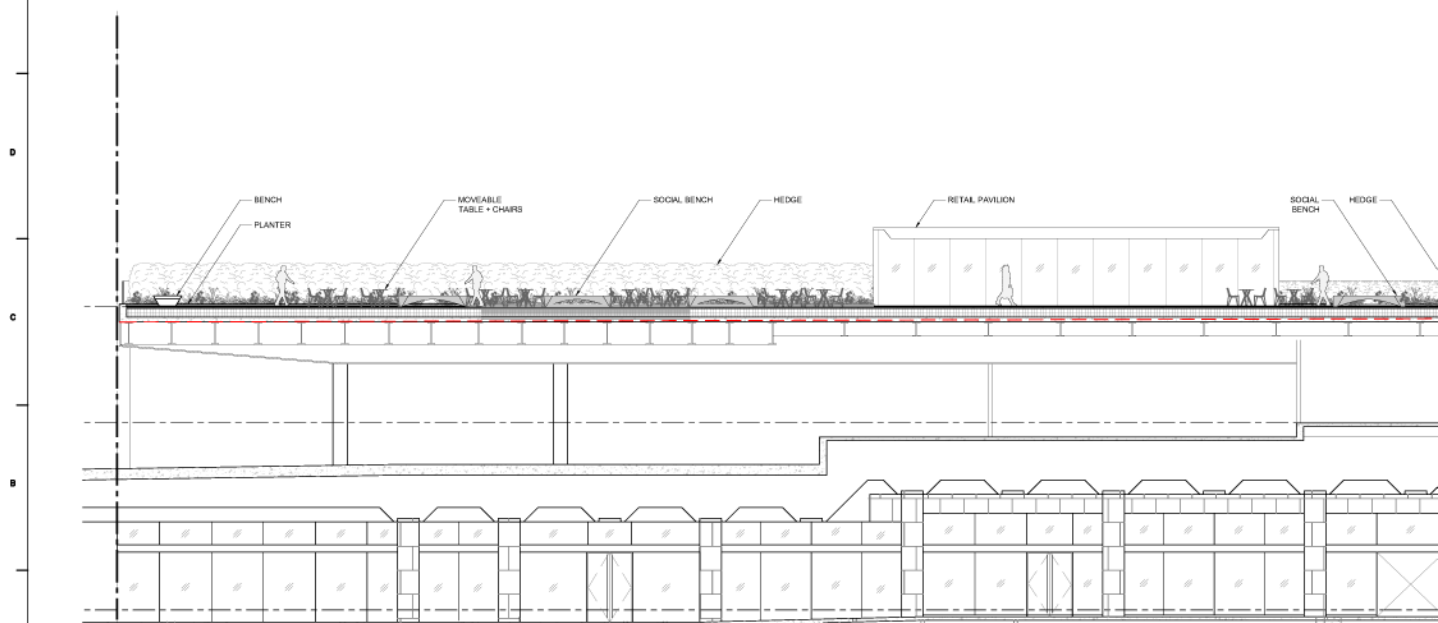 D
BENCH
MOVEABLE
TABLE + CHAIRS
SOCIAL BENCH
HEDGE
RETAIL PAVILION
SOCIAL
BENCH
HEDGE
PLANTER
C
B